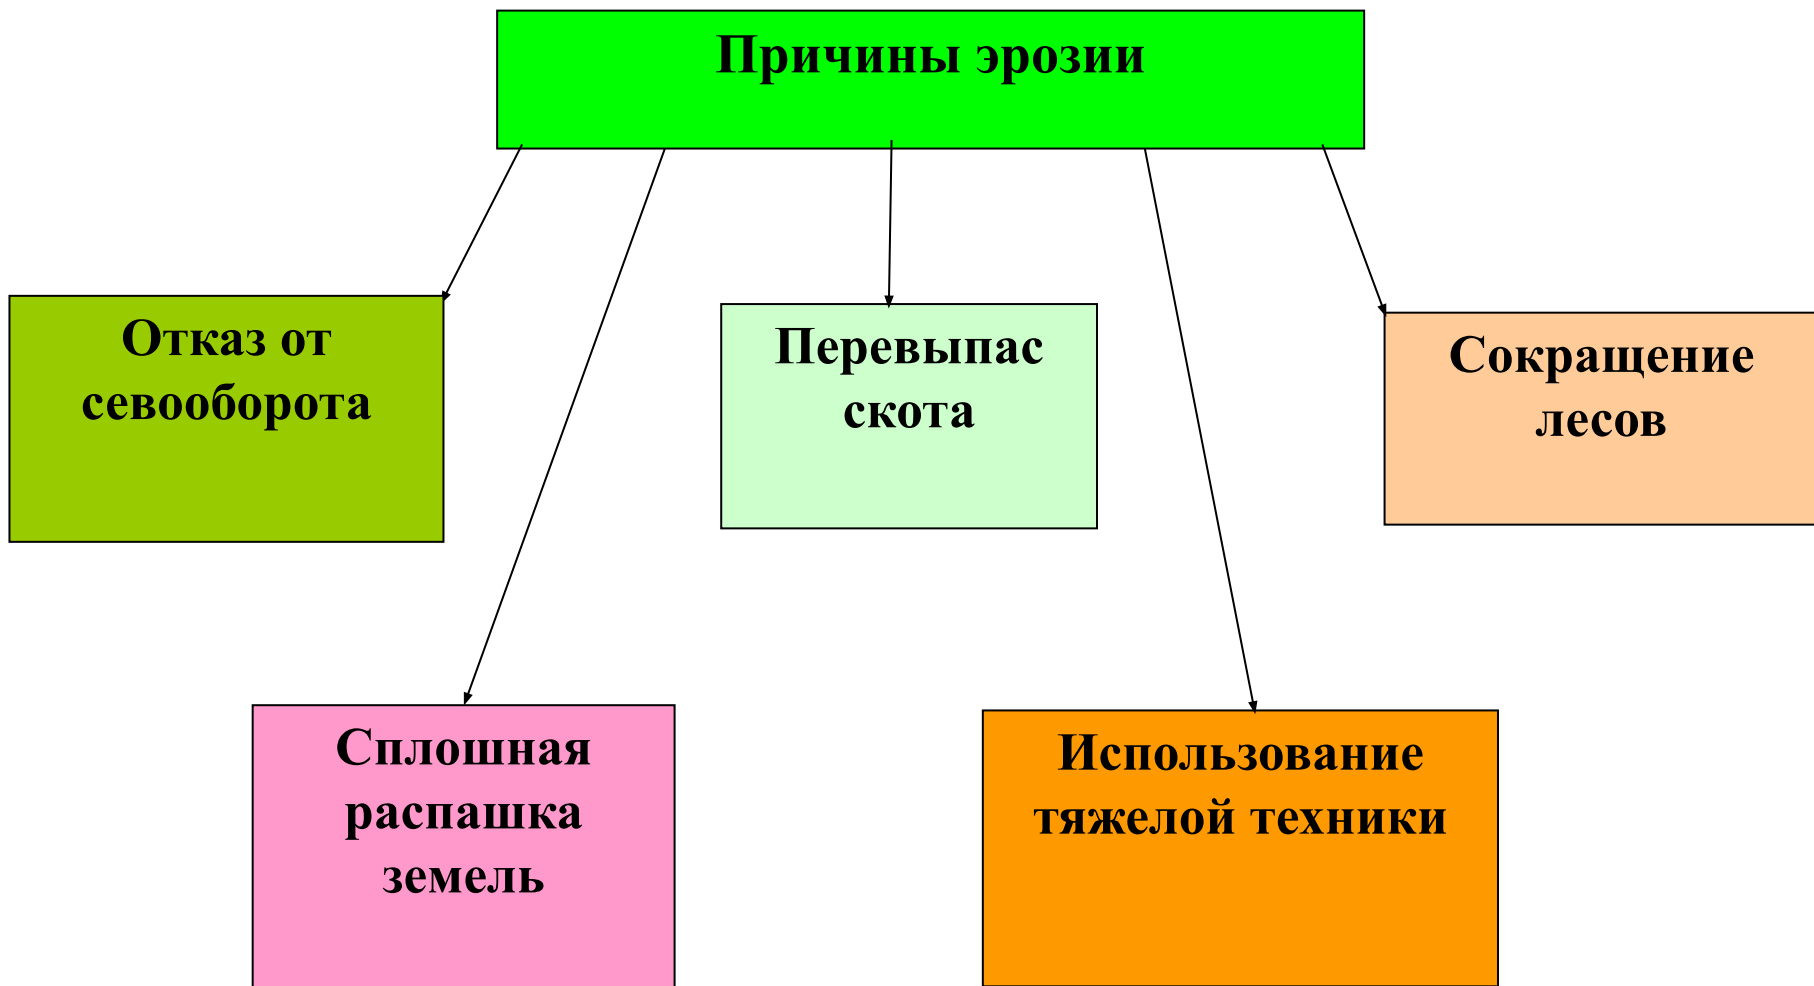 Причины эрозии
Отказ от
севооборота
Перевыпас
скота
Сокращение
лесов
Сплошная
распашка
земель
Использование
тяжелой техники